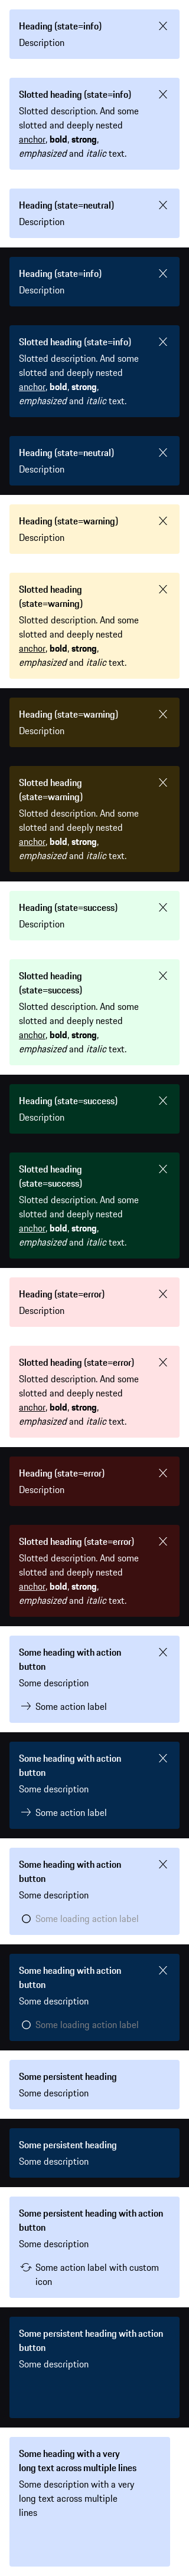 Heading (state=info)
Description
Slotted heading (state=info)
Slotted description. And some
slotted and deeply nested
anchor, bold, strong,
emphasized and italic text.
Heading (state=neutral)
Description
Heading (state=info)
Description
Slotted heading (state=info)
Slotted description. And some
slotted and deeply nested
anchor, bold, strong,
emphasized and italic text.
Heading (state=neutral)
Description
Heading (state=warning)
Description
Slotted heading
(state=warning)
Slotted description. And some
slotted and deeply nested
anchor, bold, strong,
emphasized and italic text.
Heading (state=warning)
Description
Slotted heading
(state=warning)
Slotted description. And some
slotted and deeply nested
anchor, bold, strong,
emphasized and italic text.
Heading (state=success)
Description
Slotted heading
(state=success)
Slotted description. And some
slotted and deeply nested
anchor, bold, strong,
emphasized and italic text.
Heading (state=success)
Description
Slotted heading
(state=success)
Slotted description. And some
slotted and deeply nested
anchor, bold, strong,
emphasized and italic text.
Heading (state=error)
Description
Slotted heading (state=error)
Slotted description. And some
slotted and deeply nested
anchor, bold, strong,
emphasized and italic text.
Heading (state=error)
Description
Slotted heading (state=error)
Slotted description. And some
slotted and deeply nested
anchor, bold, strong,
emphasized and italic text.
Some heading with action
button
Some description
Some action label
Some heading with action
button
Some description
Some action label
Some heading with action
button
Some description
Some loading action label
Some heading with action
button
Some description
Some loading action label
Some persistent heading
Some description
Some persistent heading
Some description
Some persistent heading with action
button
Some description
Some action label with custom
icon
Some persistent heading with action
button
Some description
Some heading with a very
long text across multiple lines
Some description with a very
long text across multiple
lines